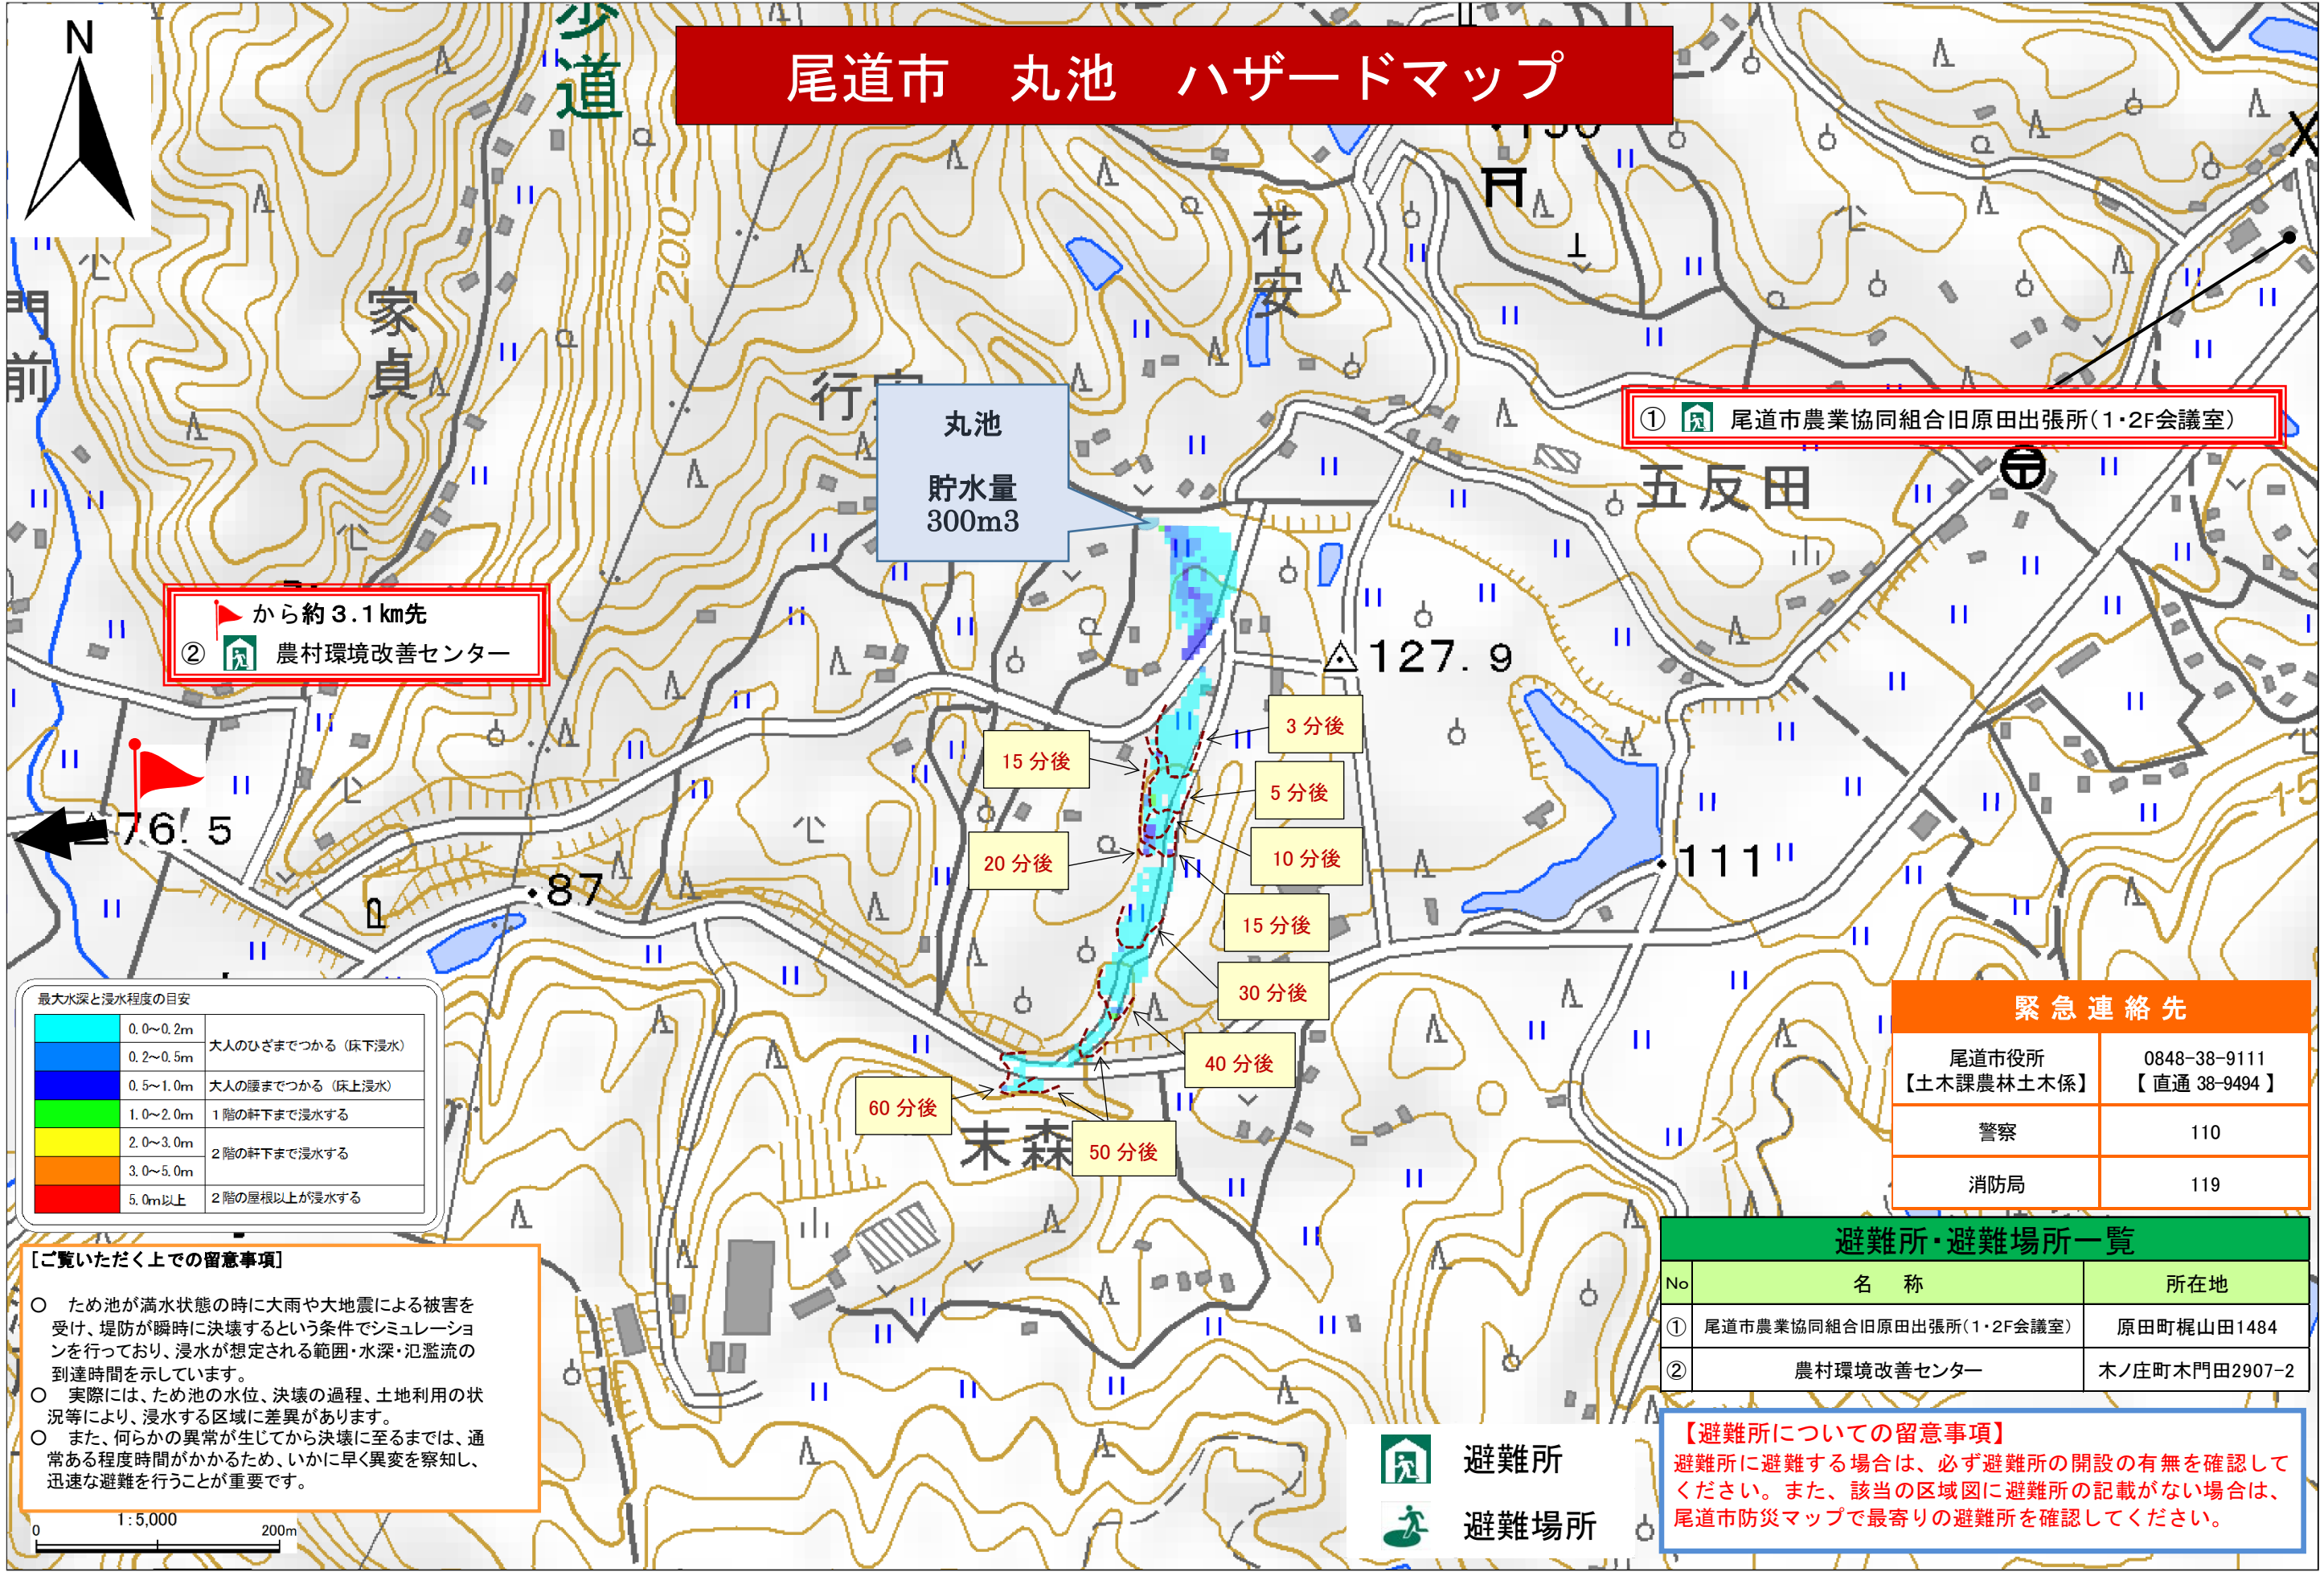 N
歩道
尾道市　丸池　ハザードマップ
200
花安
門前
家貞
行
丸池
貯水量
300m3
① 尾道市農業協同組合旧原田出張所(1・2F会議室)
五反田
から約3.1km先
② 農村環境改善センター
127.9
3分後
15分後
5分後
10分後
20分後
15分後
30分後
40分後
60分後
50分後
76.5
87
111
15
末森
最大水深と浸水程度の目安
0.0~0.2m
大人のひざまでつかる（床下浸水）
0.2~0.5m
0.5~1.0m 大人の腰までつかる（床上浸水）
1.0~2.0m 1階の軒下まで浸水する
2.0~3.0m
2階の軒下まで浸水する
3.0~5.0m
5.0m以上 2階の屋根以上が浸水する
[ご覧いただく上での留意事項]
○　ため池が満水状態の時に大雨や大地震による被害を
受け、堤防が瞬時に決壊するという条件でシミュレーショ
ンを行っており、浸水が想定される範囲・水深・氾濫流の
到達時間を示しています。
○　実際には、ため池の水位、決壊の過程、土地利用の状
況等により、浸水する区域に差異があります。
○　また、何らかの異常が生じてから決壊に至るまでは、通
常ある程度時間がかかるため、いかに早く異変を察知し、
迅速な避難を行うことが重要です。
1:5,000
0 200m
緊急連絡先
尾道市役所 0848-38-9111
【土木課農林土木係】 【直通 38-9494】
警察 110
消防局 119
避難所・避難場所一覧
No 名　称 所在地
① 尾道市農業協同組合旧原田出張所(1・2F会議室) 原田町梶山田1484
② 農村環境改善センター 木ノ庄町木門田2907-2
避難所
避難場所
【避難所についての留意事項】
避難所に避難する場合は、必ず避難所の開設の有無を確認して
ください。また、該当の区域図に避難所の記載がない場合は、
尾道市防災マップで最寄りの避難所を確認してください。